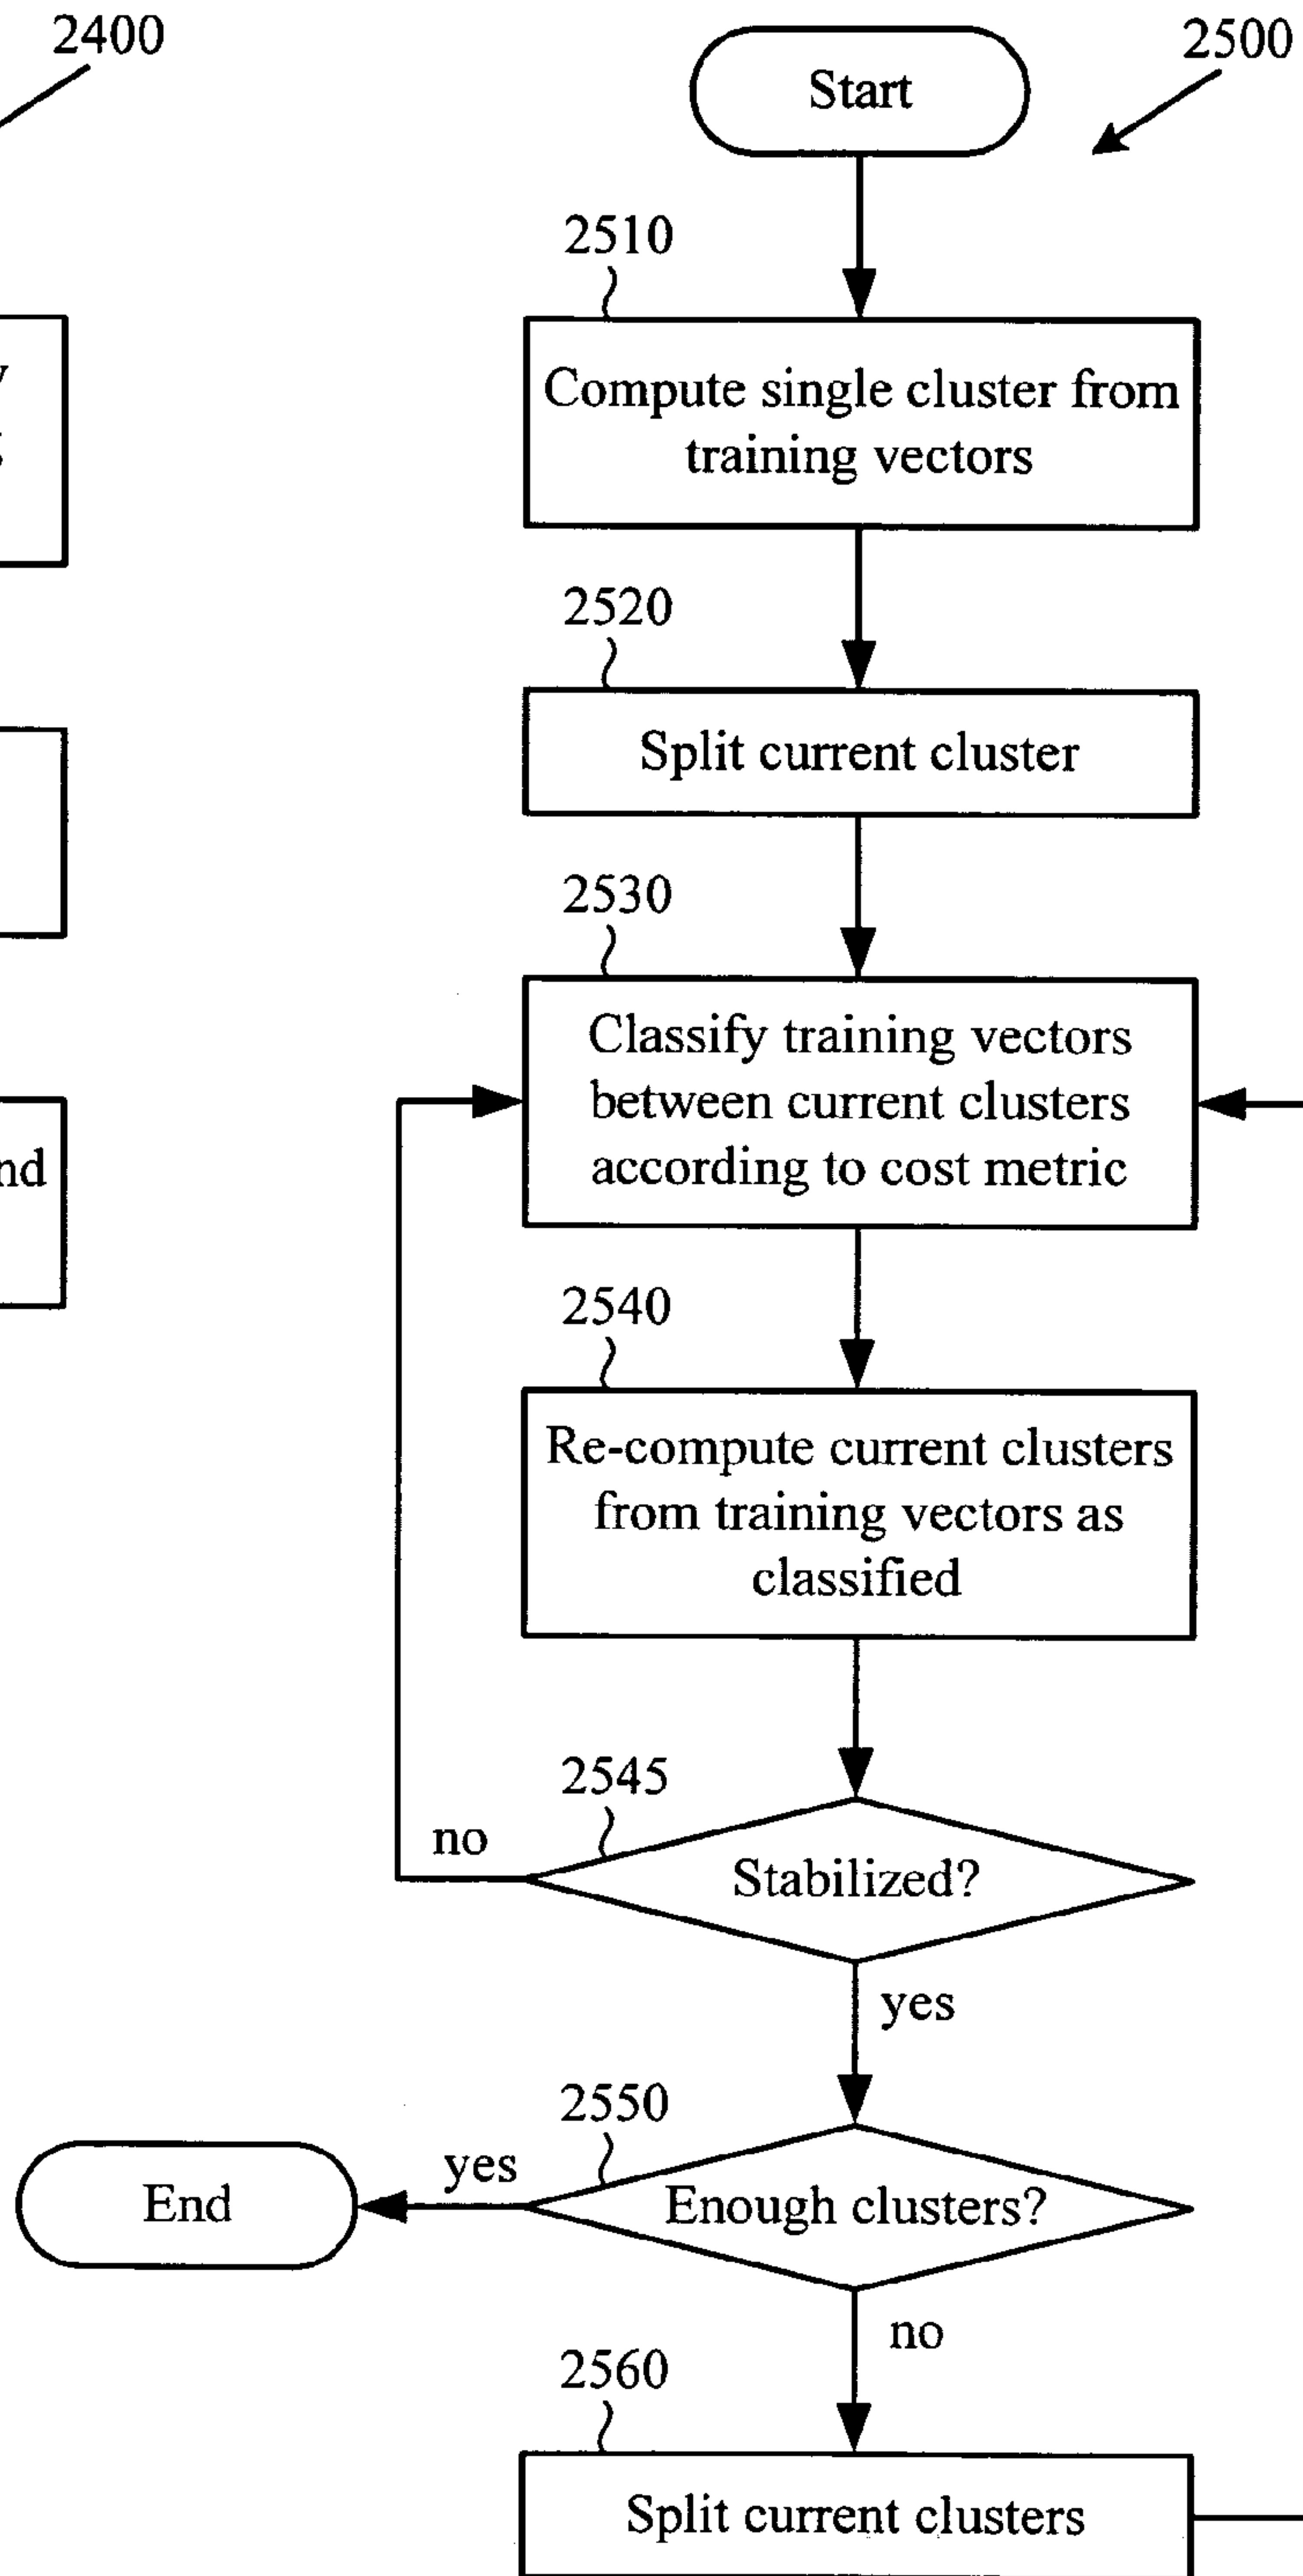 2400
2500
Start
2510
Compute single cluster from
training vectors
2520
Split current cluster
2530
Classify training vectors
between current clusters
according to cost metric
nd
2540
Re-compute current clusters
from training vectors as
classified
2545
no
Stabilized?
yes
2550
yes
End
Enough clusters?
no
2560
Split current clusters